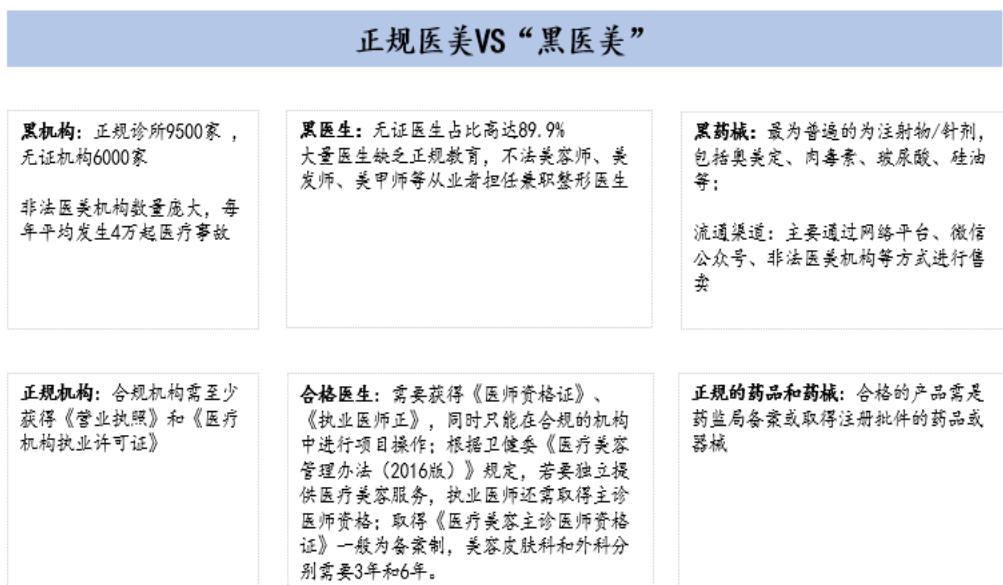 正规医美VS“黑医美”
黑机构：正规诊所9500家 ，
无证机构6000家
非法医美机构数量庞大，每
年平均发生4万起医疗事故
黑医生：无证医生占比高达89.9%
大量医生缺乏正规教育，不法美容师、美
发师、美甲师等从业者担任兼职整形医生
黑药械：最为普遍的为注射物/针剂，
包括奥美定、肉毒素、玻尿酸、硅油
等；
流通渠道：主要通过网络平台、微信
公众号、非法医美机构等方式进行售
卖
正规机构：合规机构需至少
获得《营业执照》和《医疗
机构执业许可证》
合格医生：需要获得《医师资格证》、
《执业医师正》，同时只能在合规的机构
中进行项目操作；根据卫健委《医疗美容
管理办法（2016版）》规定，若要独立提
供医疗美容服务，执业医师还需取得主诊
医师资格；取得《医疗美容主诊医师资格
证》一般为备案制，美容皮肤科和外科分
别需要3年和6年。
正规的药品和药械：合格的产品需是
药监局备案或取得注册批件的药品或
器械